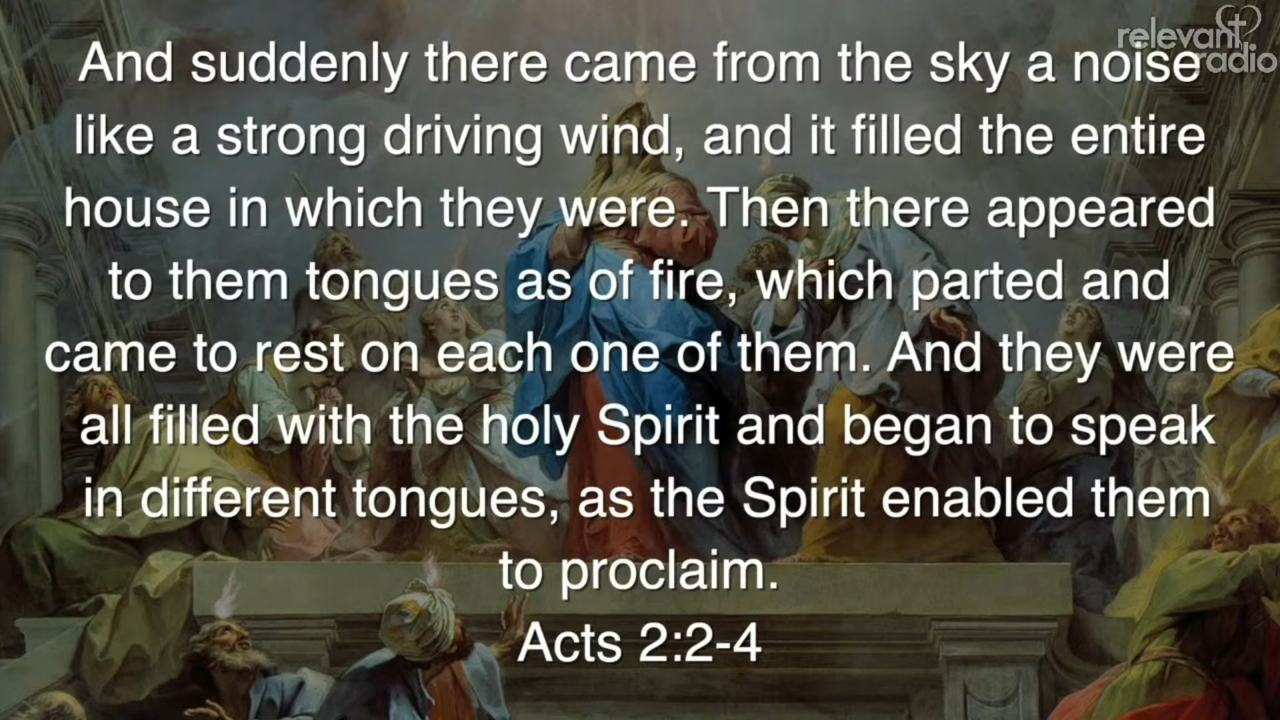 relevant
radio
And suddenly there came from the sky a noise
like a strong driving wind, and it filled the entire
house in which they were. Then there appeared
to them tongues as of fire, which parted and
came to rest on each one of them. And they were
all filled with the holy Spirit and began to speak
in different tongues, as the Spirit enabled them
to proclaim.
Acts 2:2-4